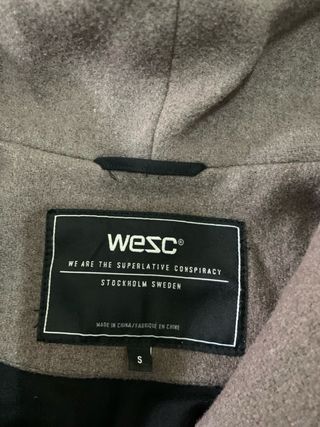 wesc®
WE ARE THE SUPERLATIVE CONSPIRACY
STOCKHOLM SWEDEN
MADE IN CHINA/FABRIQUÉ EN CHINE
S